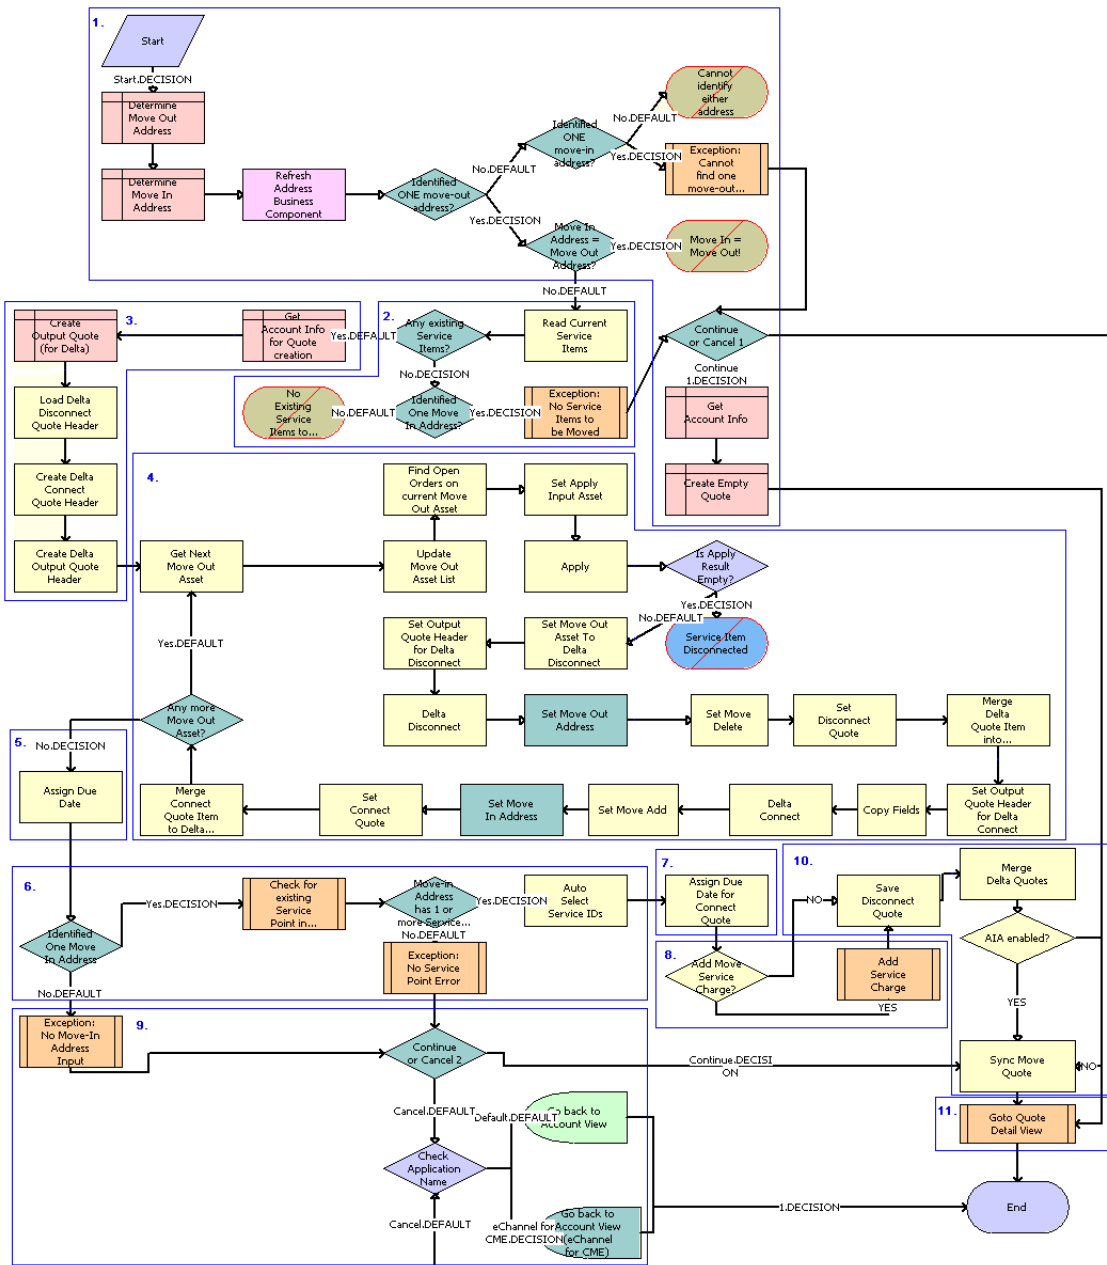 1.
Start
Start.DECISION
Determine
Move Out
Address
Determine
Move In
Address
Refresh
Address
Business
Component
Identified
ONE move-out
address?
No.DEFAULT
Yes.DECISION
Identified
ONE
move-in
address?
No.DEFAULT
Yes.DECISION
Cannot
identify
either
address
Exception:
Cannot
find one
move-out...
Move In
Address =
Move Out
Address?
Yes.DECISION
Move In =
Move Out!
No.DEFAULT
3.
Create
Output Quote
(for Delta)
Get
Account Info
for Quote
creation
Yes.DEFAULT
2.
Any existing
Service
Items?
Read Current
Service
Items
Continue
or Cancel 1
Continue
1.DECISION
No.DECISION
No
Existing
Service
Items to...
No.DEFAULT
Identified
One Move
In Address?
Yes.DECISION
Exception:
No Service
Items to
be Moved
Get
Account Info
Create Empty
Quote
Load Delta
Disconnect
Quote Header
Create Delta
Connect
Quote Header
Create Delta
Output Quote
Header
4.
Get Next
Move Out
Asset
Find Open
Orders on
current Move
Out Asset
Set Apply
Input Asset
Update
Move Out
Asset List
Apply
Is Apply
Result
Empty?
Yes.DECISION
No.DEFAULT
Service Item
Disconnected
Set Move Out
Asset To
Delta
Disconnect
Set Output
Quote Header
for Delta
Disconnect
Yes.DEFAULT
Delta
Disconnect
Set Move Out
Address
Set Move
Delete
Set
Disconnect
Quote
Merge
Delta
Quote Item
into...
Any more
Move Out
Asset?
No.DECISION
5.
Assign Due
Date
Merge
Connect
Quote Item
to Delta...
Set
Connect
Quote
Set Move
In Address
Set Move Add
Delta
Connect
Copy Fields
Set Output
Quote Header
for Delta
Connect
6.
Identified
One Move
In Address
Yes.DECISION
Check for
existing
Service
Point in...
Move-in
Address
has 1 or
more Service...
Yes.DECISION
Auto
Select
Service IDs
No.DEFAULT
Exception:
No Service
Point Error
No.DEFAULT
7.
Assign Due
Date for
Connect
Quote
8.
Add Move
Service
Charge?
NO
YES
Add
Service
Charge
10.
Save
Disconnect
Quote
Merge
Delta Quotes
AIA enabled?
YES
NO
Sync Move
Quote
9.
Exception:
No Move-In
Address
Input
Continue
or Cancel 2
Continue.DECISI
ON
Cancel.DEFAULT
Default.DEFAULT
Go back to
Account View
Check
Application
Name
Cancel.DEFAULT
eChannel for
CME.DECISION
Go back to
Account View
(eChannel
for CME)
1.DECISION
11.
Goto Quote
Detail View
End